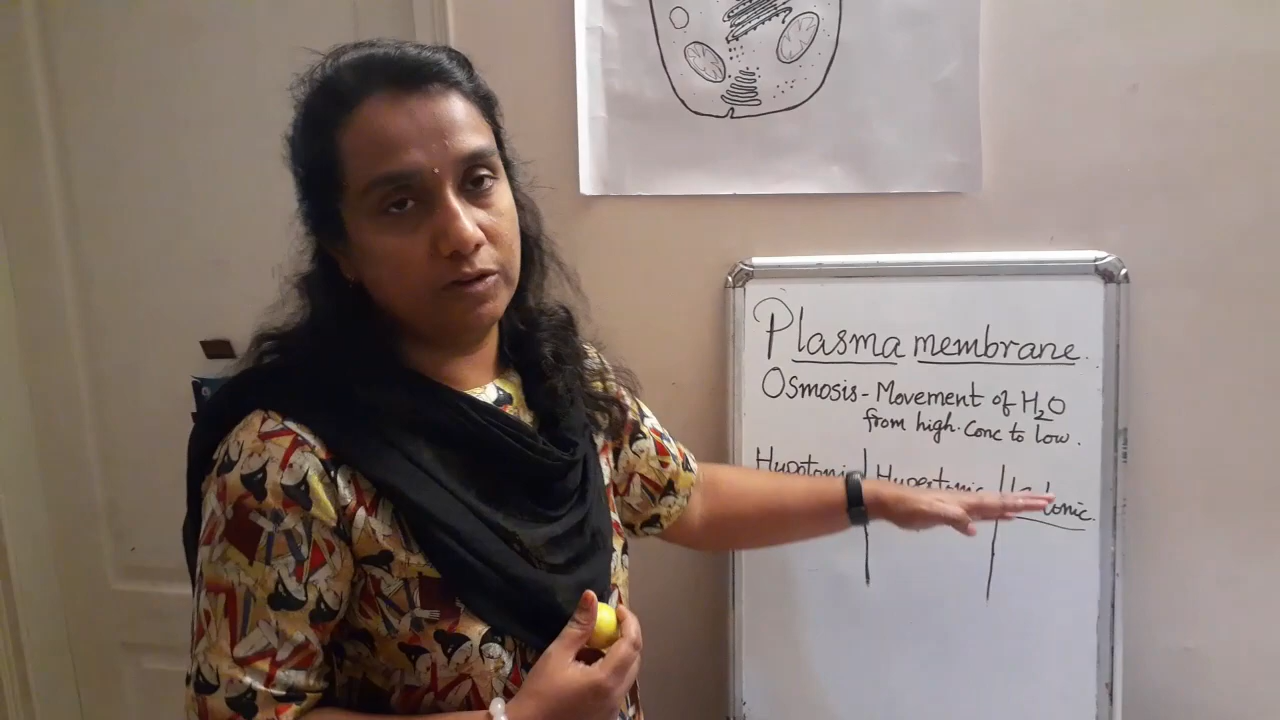 Plasma membrane.
Osmosis - Movement of H₂O
from high. Conc to low.
Hypotonic Hypertonic